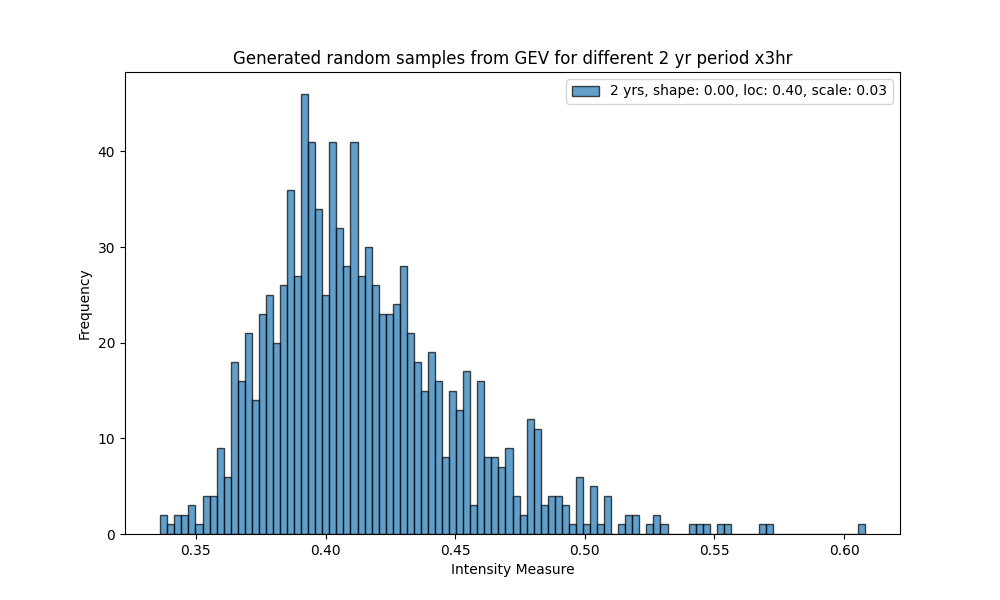 Generated random samples from GEV for different 2 yr period x3hr
2 yrs, shape: 0.00, loc: 0.40, scale: 0.03
Frequency
40
30
20
10
0
0.35 0.40 0.45 0.50 0.55 0.60
Intensity Measure